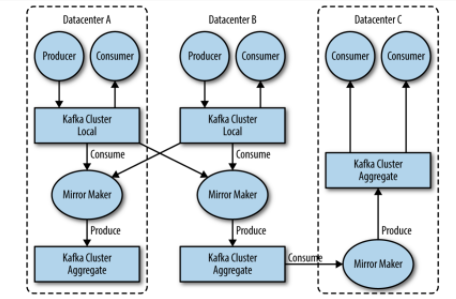 Datacenter A
Datacenter B
Datacenter C
Producer
Consumer
Producer
Consumer
Consumer
Consumer
Kafka Cluster
Local
Kafka Cluster
Local
Consume
Consume
Kafka Cluster
Aggregate
Mirror Maker
Mirror Maker
Produce
Produce
Produce
Kafka Cluster
Aggregate
Kafka Cluster
Aggregate
Consume
Mirror Maker